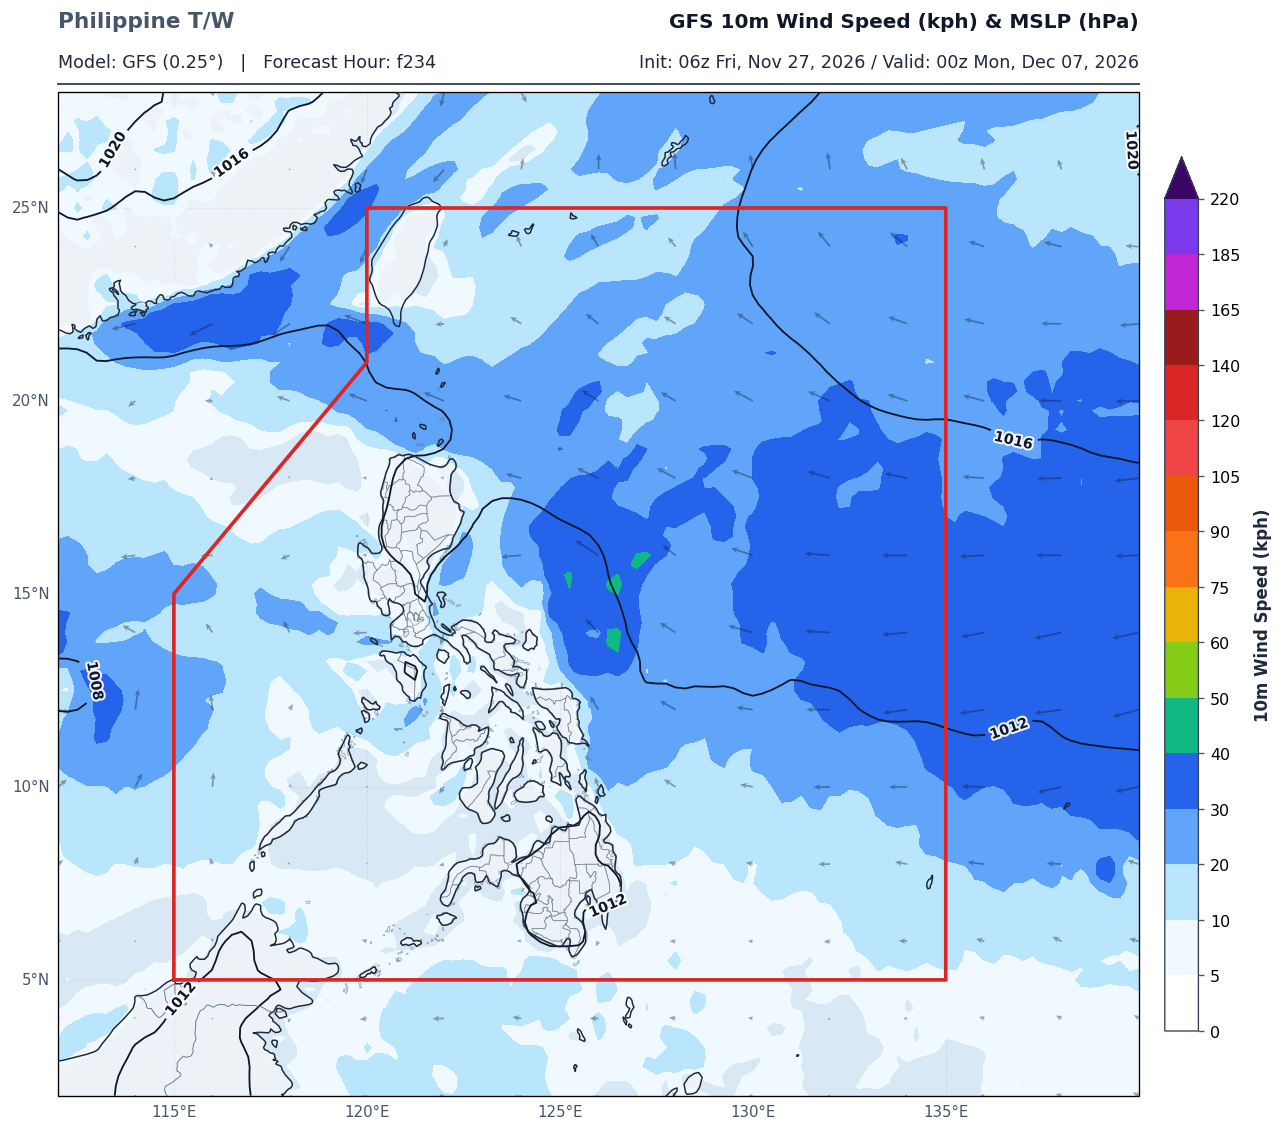 Philippine T/W
GFS 10m Wind Speed (kph) & MSLP (hPa)
Model: GFS (0.25°) | Forecast Hour: f234
Init: 06z Fri, Nov 27, 2026 / Valid: 00z Mon, Dec 07, 2026
1020
1016
1020
25°N
20°N
15°N
10°N
5°N
1016
1008
1012
1012
1012
115°E
120°E
125°E
130°E
135°E
220
185
165
140
120
105
90
75
60
50
40
30
20
10
5
0
10m Wind Speed (kph)